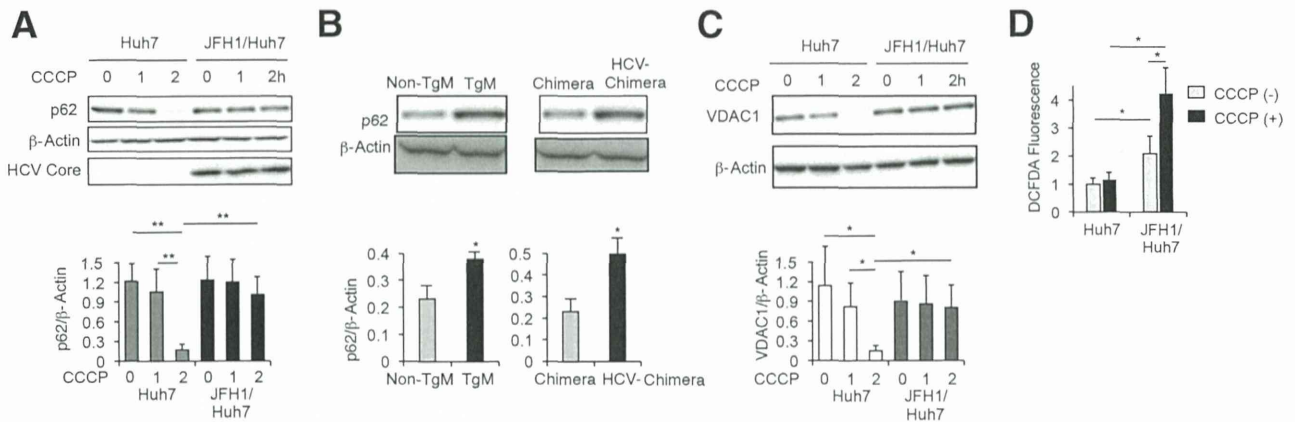 A
Huh7 JFH1/Huh7
CCCP 0 1 2 0 1 2h
p62
β-Actin
HCV Core
** **
**
p62/β-Actin
1.5
1.2
0.9
0.6
0.3
0
CCCP 0 1 2 0 1 2
Huh7 JFH1/
Huh7
B
Non-TgM TgM Chimera HCV-
Chimera
p62
β-Actin
p62/β-Actin
0.4
0.3
0.2
0.1
0
*
Non-TgM TgM
0.5
0.4
0.3
0.2
0.1
0
*
Chimera HCV-Chimera
C
Huh7 JFH1/Huh7
CCCP 0 1 2 0 1 2h
VDAC1
β-Actin
* *
*
VDAC1/β-Actin
1.5
1.2
0.9
0.6
0.3
0
CCCP 0 1 2 0 1 2
Huh7 JFH1/
Huh7
D
*
*
*
DCFDA Fluorescence
4
3
2
1
0
Huh7 JFH1/
Huh7
CCCP (-)
CCCP (+)